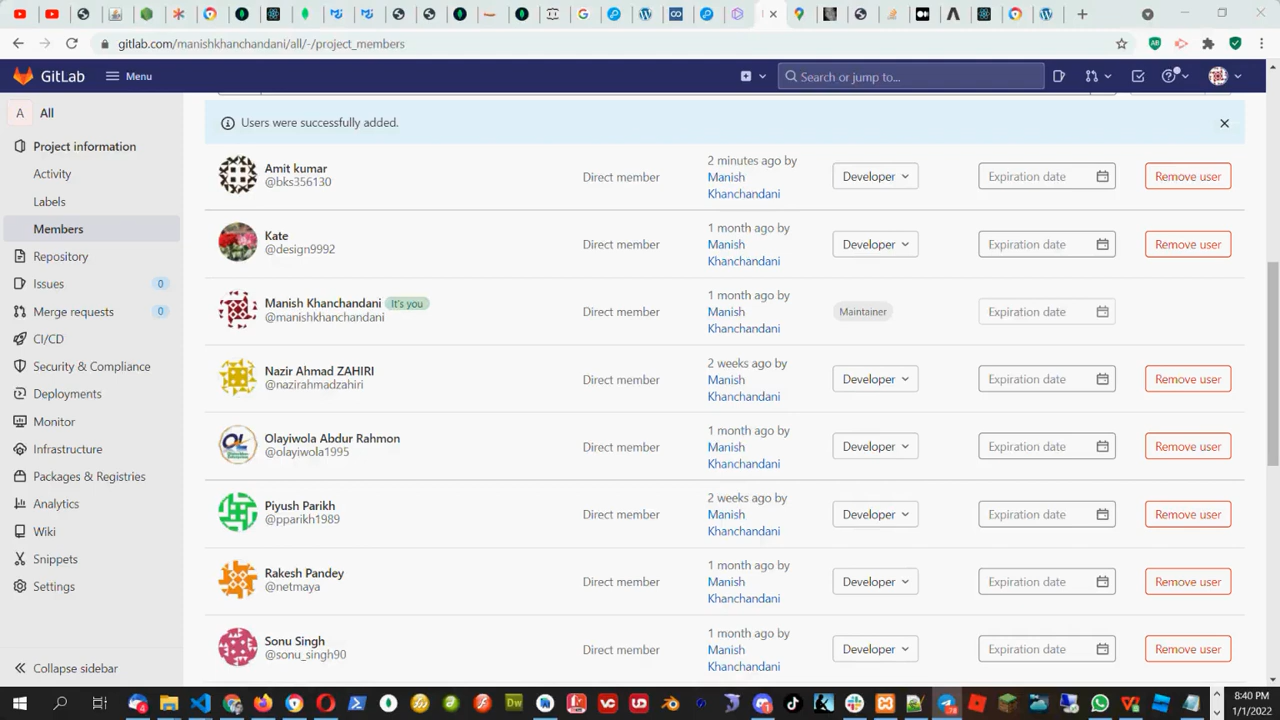 gitlab.com/manishkhanchandani/all/-/project_members
GitLab
Menu
Search or jump to...
A
All
Users were successfully added.
Project information
Activity
Labels
Members
Repository
Issues 0
Merge requests 0
CI/CD
Security & Compliance
Deployments
Monitor
Infrastructure
Packages & Registries
Analytics
Wiki
Snippets
Settings
Collapse sidebar
Amit kumar
@bks356130
Direct member
2 minutes ago by
Manish
Khanchandani
Developer
Expiration date
Remove user
Kate
@design9992
Direct member
1 month ago by
Manish
Khanchandani
Developer
Expiration date
Remove user
Manish Khanchandani It's you
@manishkhanchandani
Direct member
1 month ago by
Manish
Khanchandani
Maintainer
Expiration date
Nazir Ahmad ZAHIRI
@nazirahmadzahiri
Direct member
2 weeks ago by
Manish
Khanchandani
Developer
Expiration date
Remove user
Olayiwola Abdur Rahmon
@olayiwola1995
Direct member
1 month ago by
Manish
Khanchandani
Developer
Expiration date
Remove user
Piyush Parikh
@pparikh1989
Direct member
2 weeks ago by
Manish
Khanchandani
Developer
Expiration date
Remove user
Rakesh Pandey
@netmaya
Direct member
1 month ago by
Manish
Khanchandani
Developer
Expiration date
Remove user
Sonu Singh
@sonu_singh90
Direct member
1 month ago by
Manish
Khanchandani
Developer
Expiration date
Remove user
8:40 PM
1/1/2022